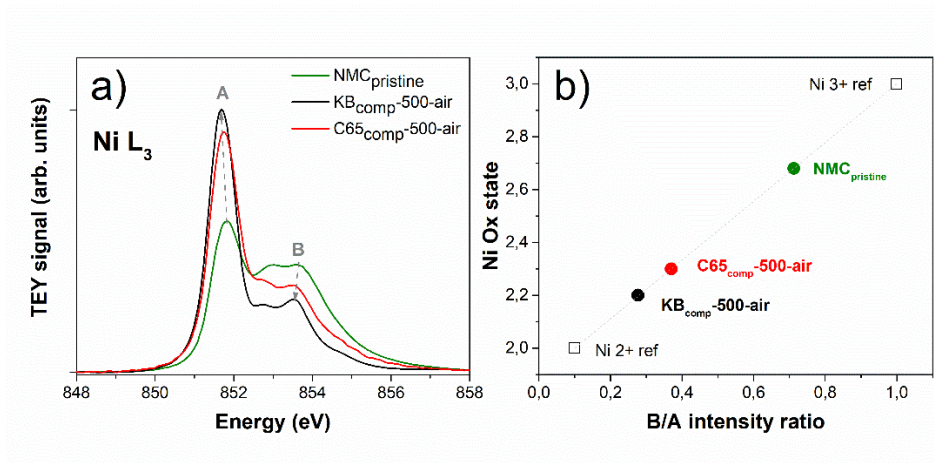 a)
A
B
Ni L3
NMCpristine
KBcomp-500-air
C65comp-500-air
TEY signal (arb. units)
848 850 852 854 856 858
Energy (eV)
b)
Ni 3+ ref
NMCpristine
C65comp-500-air
KBcomp-500-air
Ni 2+ ref
Ni Ox state
3,0
2,8
2,6
2,4
2,2
2,0
0,0 0,2 0,4 0,6 0,8 1,0
B/A intensity ratio